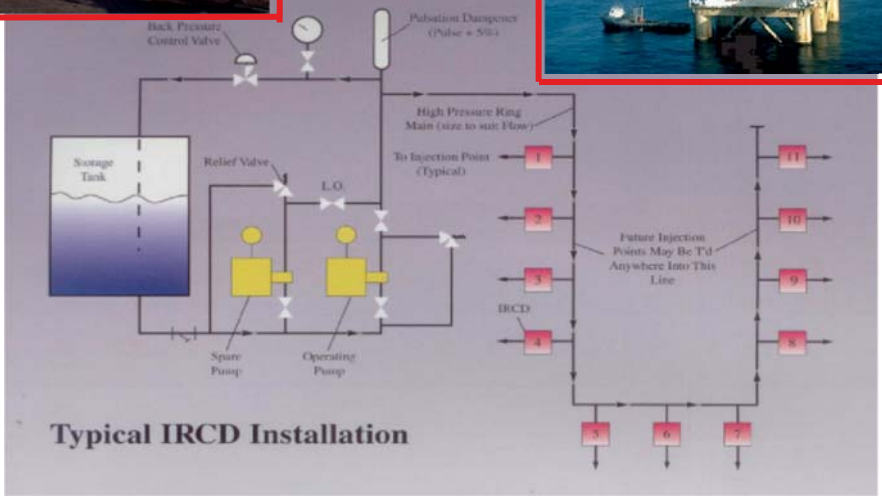 Back Pressure
Control Valve
Pulsation Dampener
(Pulse ± 5%)
High Pressure Ring
Main (size to suit Flow)
Storage
Tank
Relief Valve
L.O.
To Injection Point
(Typical)
1
2
3
IRCD
4
Future Injection
Points May Be T'd
Anywhere Into This
Line
11
10
9
8
Spare
Pump
Operating
Pump
Typical IRCD Installation
5
6
7